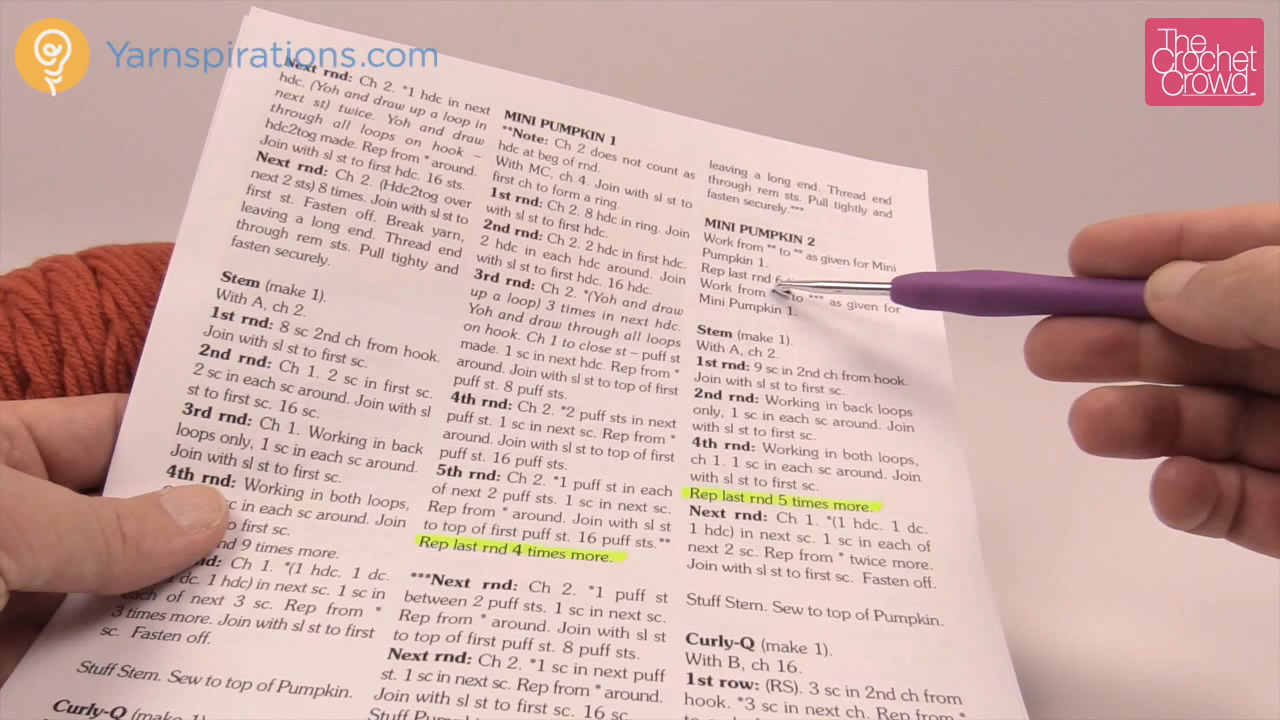 Yarnspirations.com
The
Crochet
Crowd
Next rnd: Ch 2. *1 hdc in next
hdc. (Yoh and draw up a loop in
next st) twice. Yoh and draw
through all loops on hook –
hdc2tog made. Rep from * around.
Join with sl st to first hdc. 16 sts.
Next rnd: Ch 2. (Hdc2tog over
next 2 sts) 8 times. Join with sl st to
first st. Fasten off. Break yarn,
leaving a long end. Thread end
through rem sts. Pull tightly and
fasten securely.
Stem (make 1).
With A, ch 2.
1st rnd: 8 sc 2nd ch from hook.
Join with sl st to first sc.
2nd rnd: Ch 1. 2 sc in first sc.
2 sc in each sc around. Join with sl
st to first sc. 16 sc.
3rd rnd: Ch 1. Working in back
loops only, 1 sc in each sc around.
Join with sl st to first sc.
4th rnd: Working in both loops,
sc in each sc around. Join
to first sc.
nd 9 times more.
Ch 1. *(1 hdc. 1 dc.
dc. 1 hdc) in next sc. 1 sc in
each of next 3 sc. Rep from *
3 times more. Join with sl st to first
sc. Fasten off.
Stuff Stem. Sew to top of Pumpkin.
Curly-Q (make 1).
MINI PUMPKIN 1
**Note: Ch 2 does not count as
hdc at beg of rnd.
With MC, ch 4. Join with sl st to
first ch to form a ring.
1st rnd: Ch 2. 8 hdc in ring. Join
with sl st to first hdc.
2nd rnd: Ch 2. 2 hdc in first hdc.
2 hdc in each hdc around. Join
with sl st to first hdc. 16 hdc.
3rd rnd: Ch 2. *(Yoh and draw
up a loop) 3 times in next hdc.
Yoh and draw through all loops
on hook. Ch 1 to close st – puff st
made. 1 sc in next hdc. Rep from *
around. Join with sl st to top of first
puff st. 8 puff sts.
4th rnd: Ch 2. *2 puff sts in next
puff st. 1 sc in next sc. Rep from *
around. Join with sl st to top of first
puff st. 16 puff sts.
5th rnd: Ch 2. *1 puff st in each
of next 2 puff sts. 1 sc in next sc.
Rep from * around. Join with sl st
to top of first puff st. 16 puff sts.**
Rep last rnd 4 times more.
***Next rnd: Ch 2. *1 puff st
between 2 puff sts. 1 sc in next sc.
Rep from * around. Join with sl st
to top of first puff st. 8 puff sts.
Next rnd: Ch 2. *1 sc in next puff
st. 1 sc in next sc. Rep from * around.
Join with sl st to first sc. 16 sc.
leaving a long end. Thread end
through rem sts. Pull tightly and
fasten securely.***
MINI PUMPKIN 2
Work from ** to ** as given for Mini
Pumpkin 1.
Rep last rnd
Work from to *** as given for
Mini Pumpkin 1.
Stem (make 1).
With A, ch 2.
1st rnd: 9 sc in 2nd ch from hook.
Join with sl st to first sc.
2nd rnd: Working in back loops
only, 1 sc in each sc around. Join
with sl st to first sc.
4th rnd: Working in both loops,
ch 1. 1 sc in each sc around. Join
with sl st to first sc.
Rep last rnd 5 times more.
Next rnd: Ch 1. *(1 hdc. 1 dc.
1 hdc) in next sc. 1 sc in each of
next 2 sc. Rep from * twice more.
Join with sl st to first sc. Fasten off.
Stuff Stem. Sew to top of Pumpkin.
Curly-Q (make 1).
With B, ch 16.
1st row: (RS). 3 sc in 2nd ch from
hook. *3 sc in next ch. Rep from *